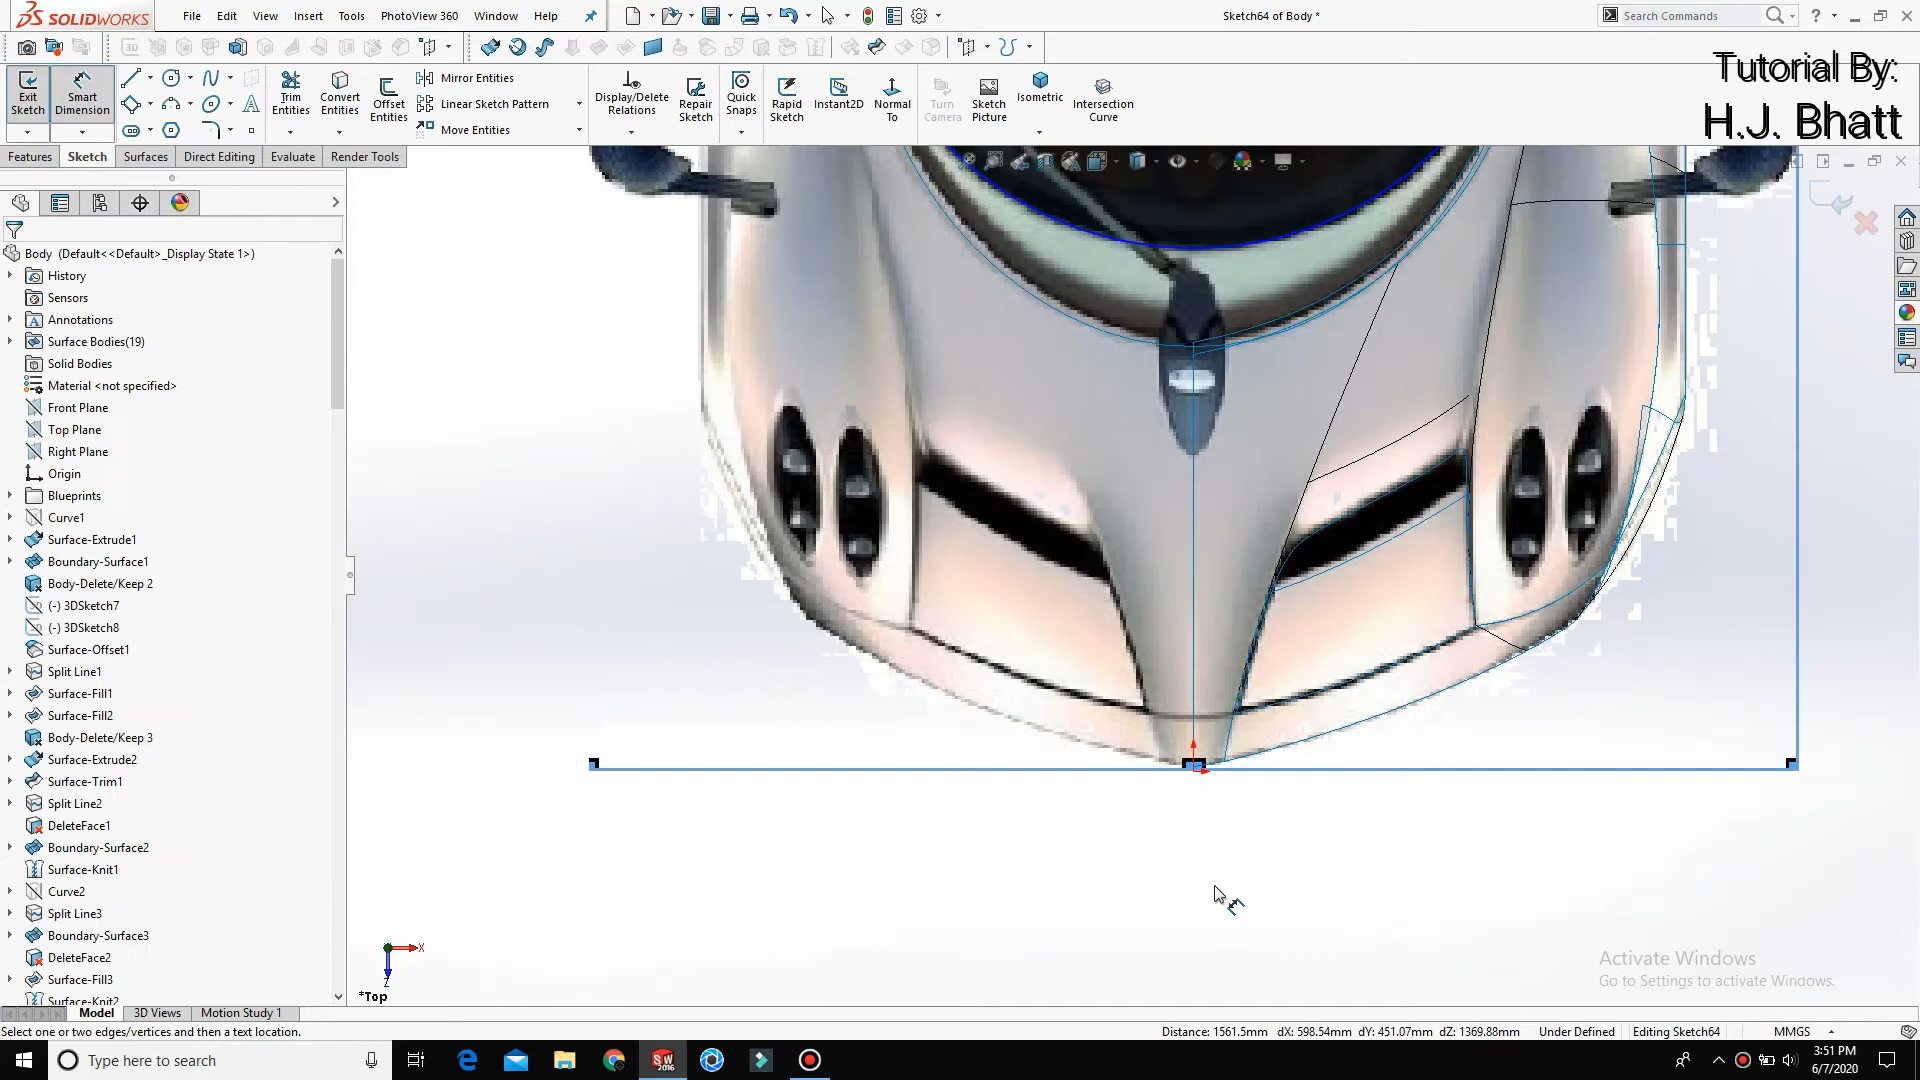 SOLIDWORKS
File Edit View Insert Tools PhotoView 360 Window Help
Sketch64 of Body *
Search Commands
Tutorial By:
H.J. Bhatt
Exit Sketch
Smart Dimension
Trim Entities
Convert Entities
Offset Entities
Mirror Entities
Linear Sketch Pattern
Move Entities
Display/Delete Relations
Repair Sketch
Quick Snaps
Rapid Sketch
Instant2D
Normal To
Turn Camera
Sketch Picture
Isometric
Intersection Curve
Features Sketch Surfaces Direct Editing Evaluate Render Tools
Body (Default<<Default>_Display State 1>)
History
Sensors
Annotations
Surface Bodies(19)
Solid Bodies
Material <not specified>
Front Plane
Top Plane
Right Plane
Origin
Blueprints
Curve1
Surface-Extrude1
Boundary-Surface1
Body-Delete/Keep 2
(-) 3DSketch7
(-) 3DSketch8
Surface-Offset1
Split Line1
Surface-Fill1
Surface-Fill2
Body-Delete/Keep 3
Surface-Extrude2
Surface-Trim1
Split Line2
DeleteFace1
Boundary-Surface2
Surface-Knit1
Curve2
Split Line3
Boundary-Surface3
DeleteFace2
Surface-Fill3
Surface-Knit2
X
Z
*Top
Activate Windows
Go to Settings to activate Windows.
Model 3D Views Motion Study 1
Select one or two edges/vertices and then a text location.
Distance: 1561.5mm dX: 598.54mm dY: 451.07mm dZ: 1369.88mm Under Defined Editing Sketch64 MMGS
Type here to search
SW 2016
3:51 PM
6/7/2020